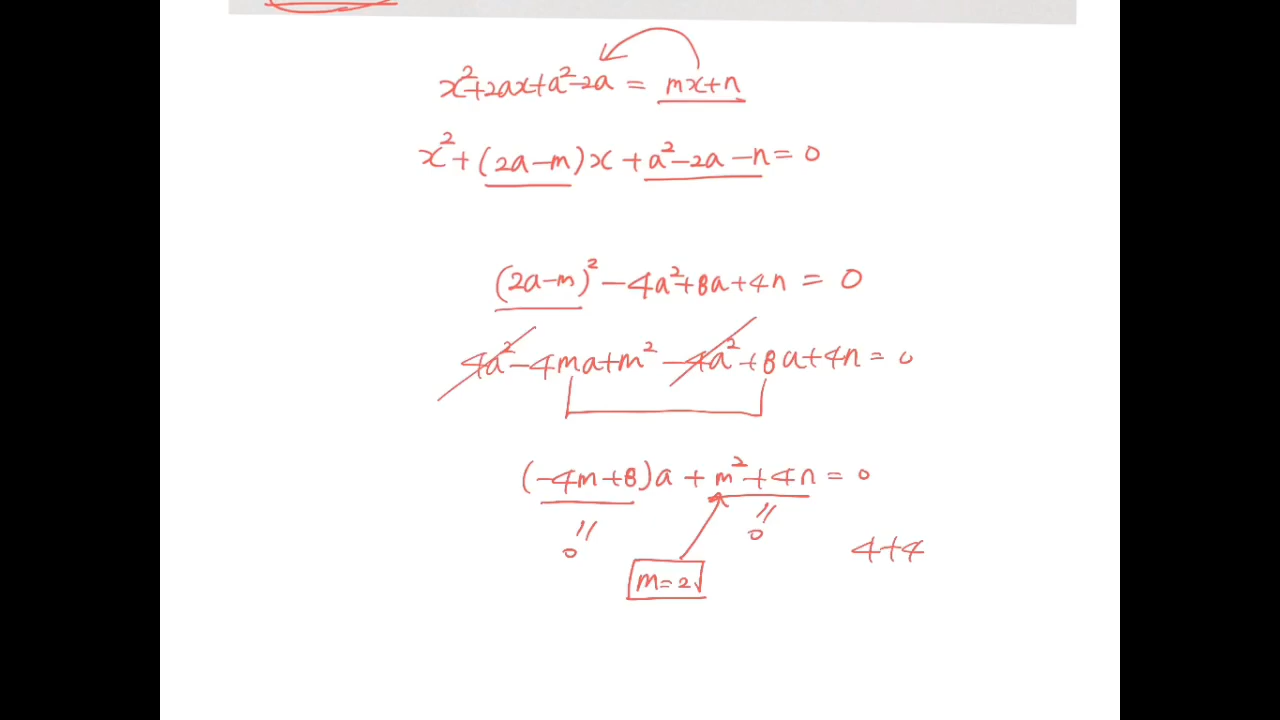 x²+2ax+a²-2a = mx+n
x²+(2a-m)x+a²-2a-n=0
(2a-m)²-4a²+8a+4n=0
4a²-4ma+m²-4a²+8a+4n=0
(-4m+8)a+m²+4n=0
0 0
4+4
m=2